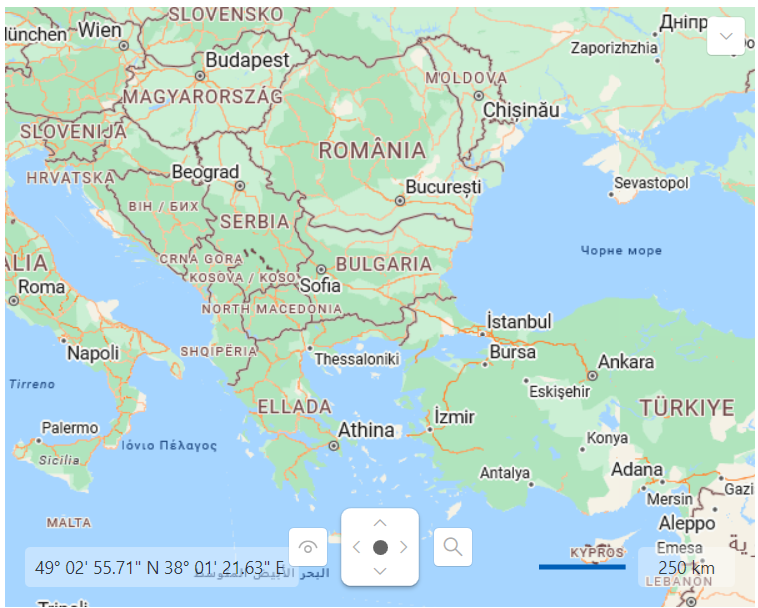 SLOVENSKO
Дніпр
München
Wien
Zaporizhzhia
Budapest
MOLDOVA
MAGYARORSZÁG
Chișinău
SLOVENIJA
ROMÂNIA
HRVATSKA
Beograd
București
Sevastopol
BIH / БИХ
SERBIA
Чорне море
CRNA GORA
BULGARIA
KOSOVA / KOSO
Sofia
Roma
NORTH MACEDONIA
İstanbul
Napoli
SHQIPËRIA
Thessaloniki
Bursa
Ankara
Tirreno
Eskişehir
ELLADA
TÜRKIYE
Palermo
Ιόνιο Πέλαγος
Athina
İzmir
Konya
Sicilia
Antalya
Adana
Gazi
Mersin
MALTA
Aleppo
KYPROS
Emesa
49° 02' 55.71" N 38° 01' 21.63" E
البحر الأبيض المتوسط
250 km
LEBANON
Tripoli